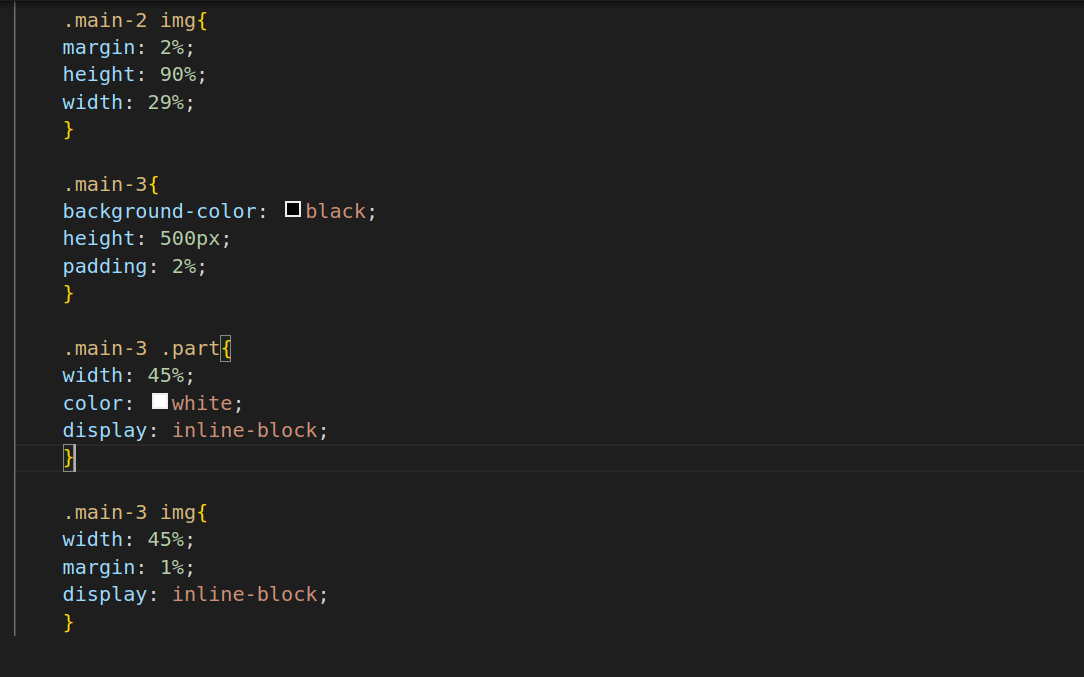 .main-2 img{
margin: 2%;
height: 90%;
width: 29%;
}
.main-3{
background-color: black;
height: 500px;
padding: 2%;
}
.main-3 .part{
width: 45%;
color: white;
display: inline-block;
}
.main-3 img{
width: 45%;
margin: 1%;
display: inline-block;
}